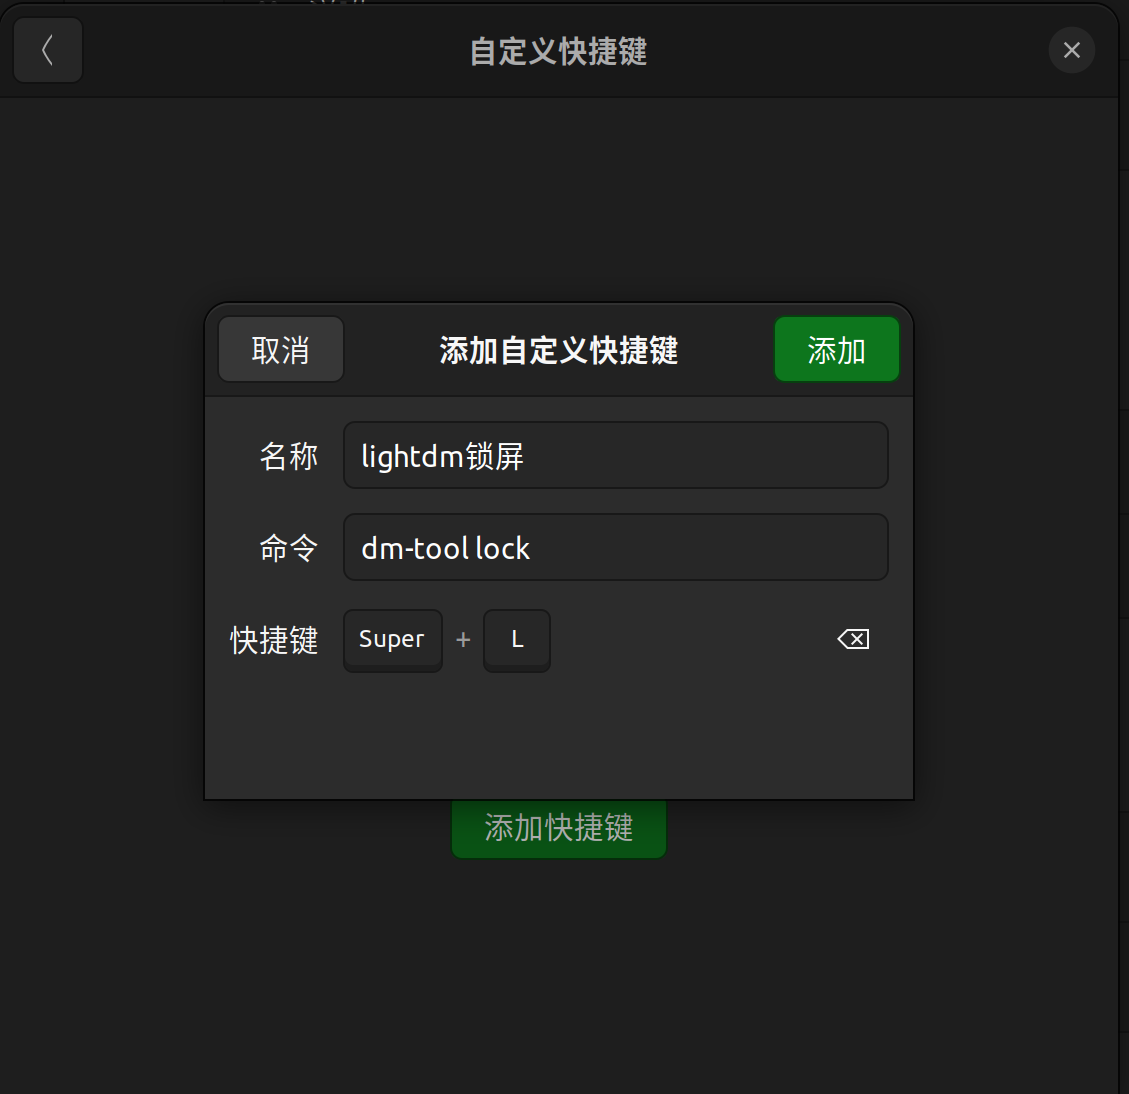 自定义快捷键
取消 添加自定义快捷键 添加
名称 lightdm锁屏
命令 dm-tool lock
快捷键 Super + L
添加快捷键